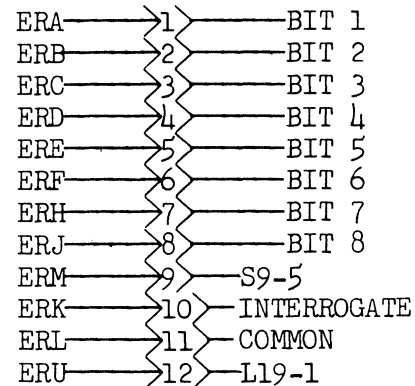 ERA 1 BIT 1
ERB 2 BIT 2
ERC 3 BIT 3
ERD 4 BIT 4
ERE 5 BIT 5
ERF 6 BIT 6
ERH 7 BIT 7
ERJ 8 BIT 8
ERM 9 S9-5
ERK 10 INTERROGATE
ERL 11 COMMON
ERU 12 L19-1